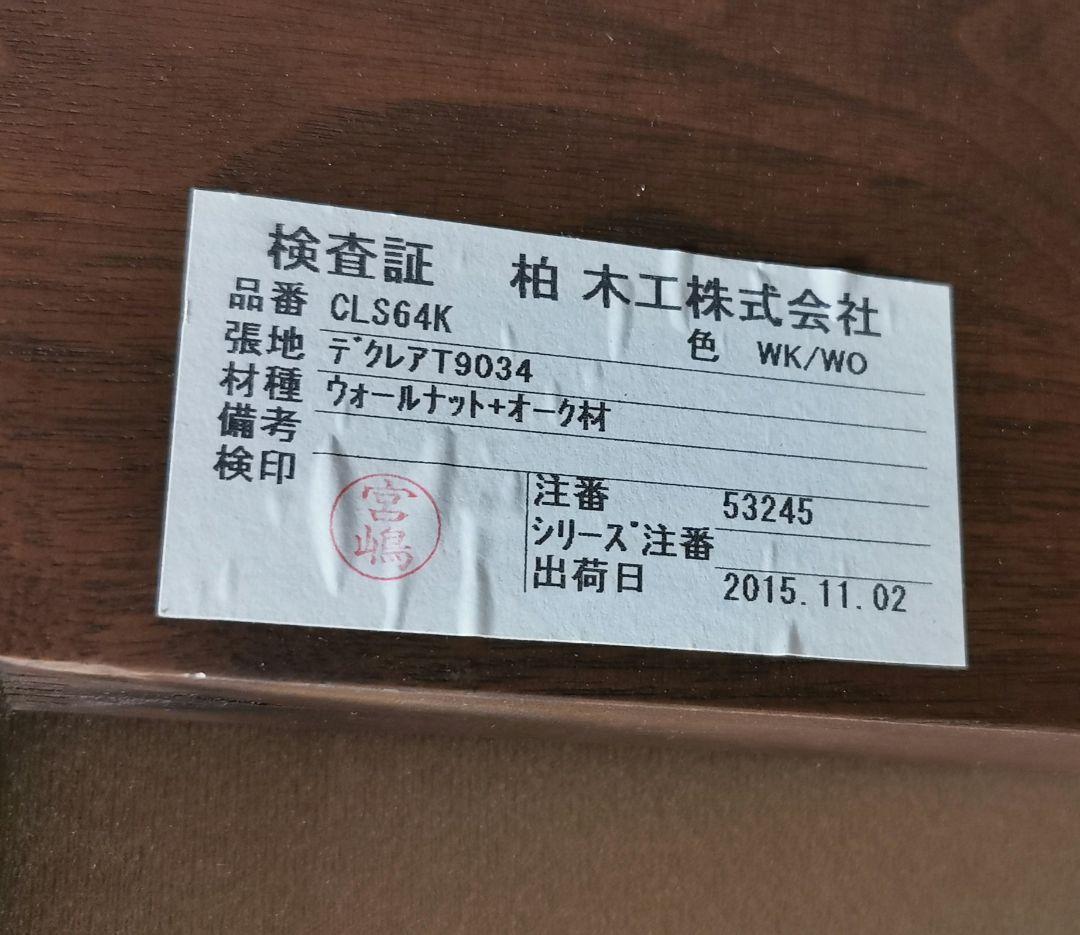 検査証 柏木工株式会社
品番 CLS64K 色 WK/WO
張地 ﾃﾞｸﾚｱT9034
材種 ｳｫｰﾙﾅｯﾄ+ｵｰｸ材
備考
検印
宮嶋
注番 53245
ｼﾘｰｽﾞ注番
出荷日 2015.11.02